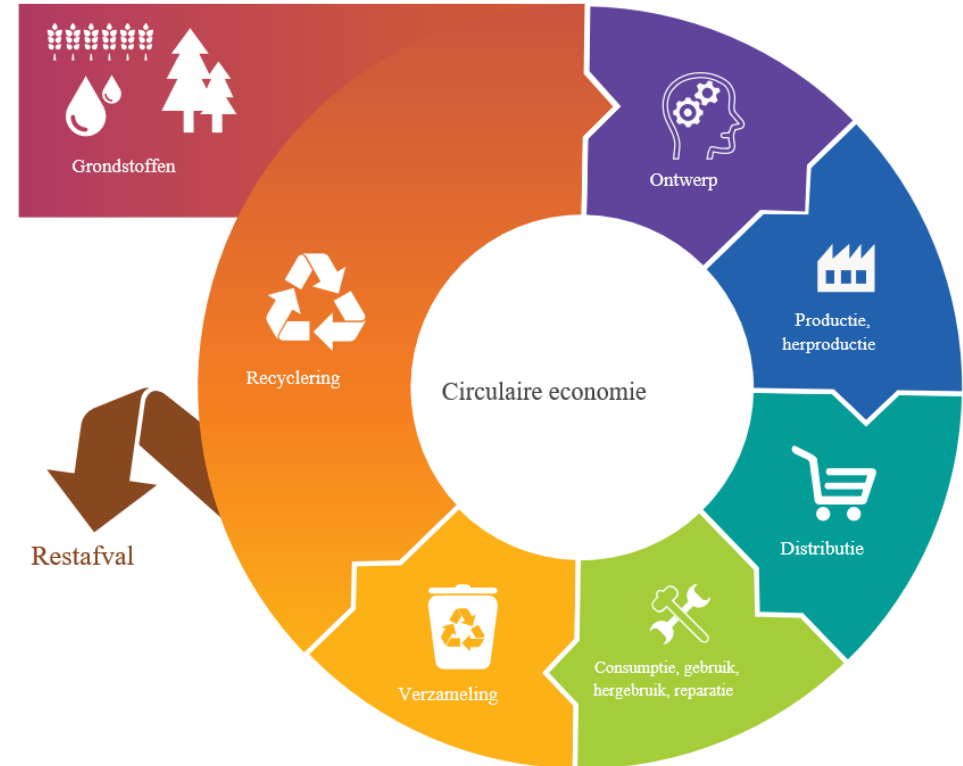 Grondstoffen
Ontwerp
Productie,
herproductie
Recyclering
Circulaire economie
Distributie
Restafval
Consumptie, gebruik,
hergebruik, reparatie
Verzameling